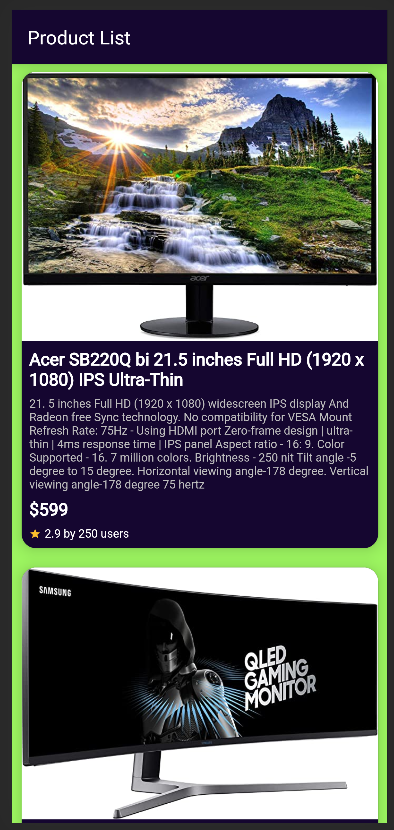 Product List
acer
Acer SB220Q bi 21.5 inches Full HD (1920 x
1080) IPS Ultra-Thin
21. 5 inches Full HD (1920 x 1080) widescreen IPS display And
Radeon free Sync technology. No compatibility for VESA Mount
Refresh Rate: 75Hz - Using HDMI port Zero-frame design | ultra-
thin | 4ms response time | IPS panel Aspect ratio - 16: 9. Color
Supported - 16. 7 million colors. Brightness - 250 nit Tilt angle -5
degree to 15 degree. Horizontal viewing angle-178 degree. Vertical
viewing angle-178 degree 75 hertz
$599
2.9 by 250 users
SAMSUNG
QLED
GAMING
MONITOR